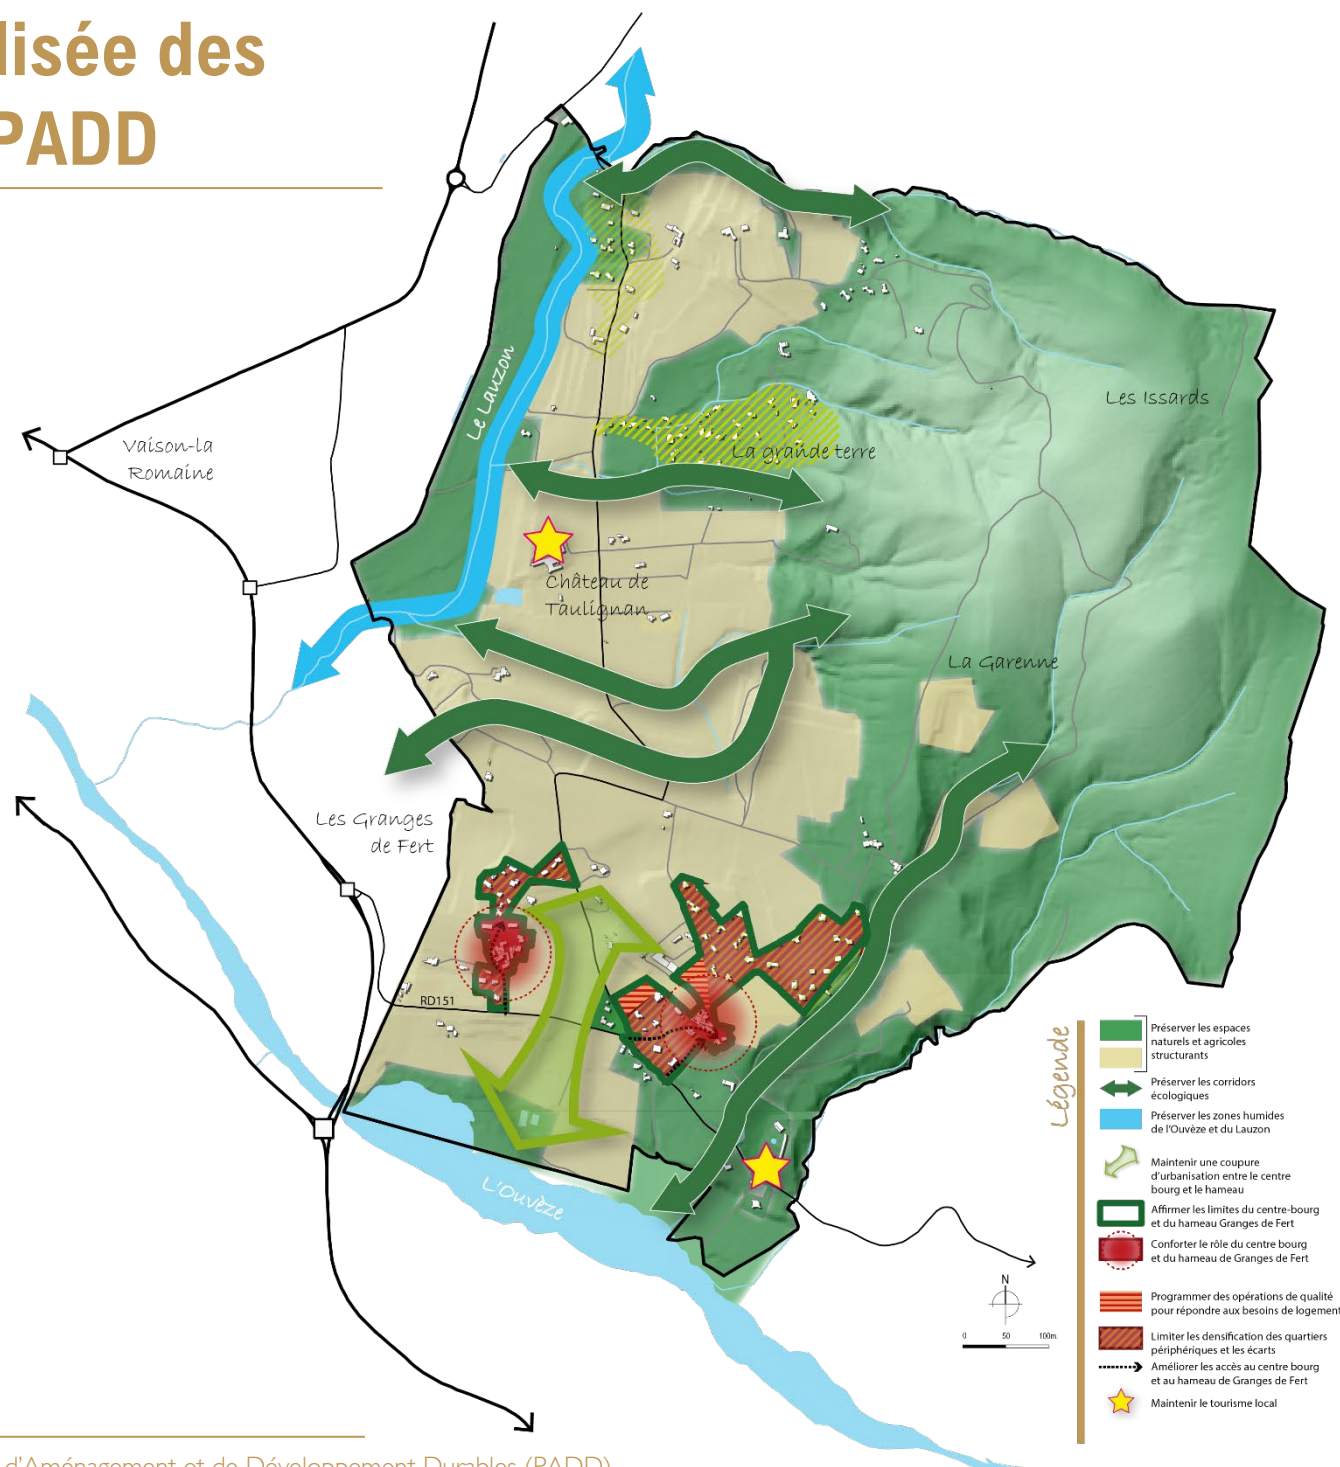 lisée des
PADD
Le Lauzon
Vaison-la
Romaine
Les Issards
La grande terre
Château de
Taulignan
La Garenne
Les Granges
de Fert
RD151
L'Ouvèze
Légende
Préserver les espaces
naturels et agricoles
structurants
Préserver les corridors
écologiques
Préserver les zones humides
de l'Ouvèze et du Lauzon
Maintenir une coupure
d'urbanisation entre le centre
bourg et le hameau
Affirmer les limites du centre-bourg
et du hameau Granges de Fert
Conforter le rôle du centre bourg
et du hameau de Granges de Fert
Programmer des opérations de qualité
pour répondre aux besoins de logement
Limiter les densification des quartiers
périphériques et les écarts
Améliorer les accès au centre bourg
et au hameau de Granges de Fert
Maintenir le tourisme local
N
0 50 100m
d'Aménagement et de Développement Durables (PADD)